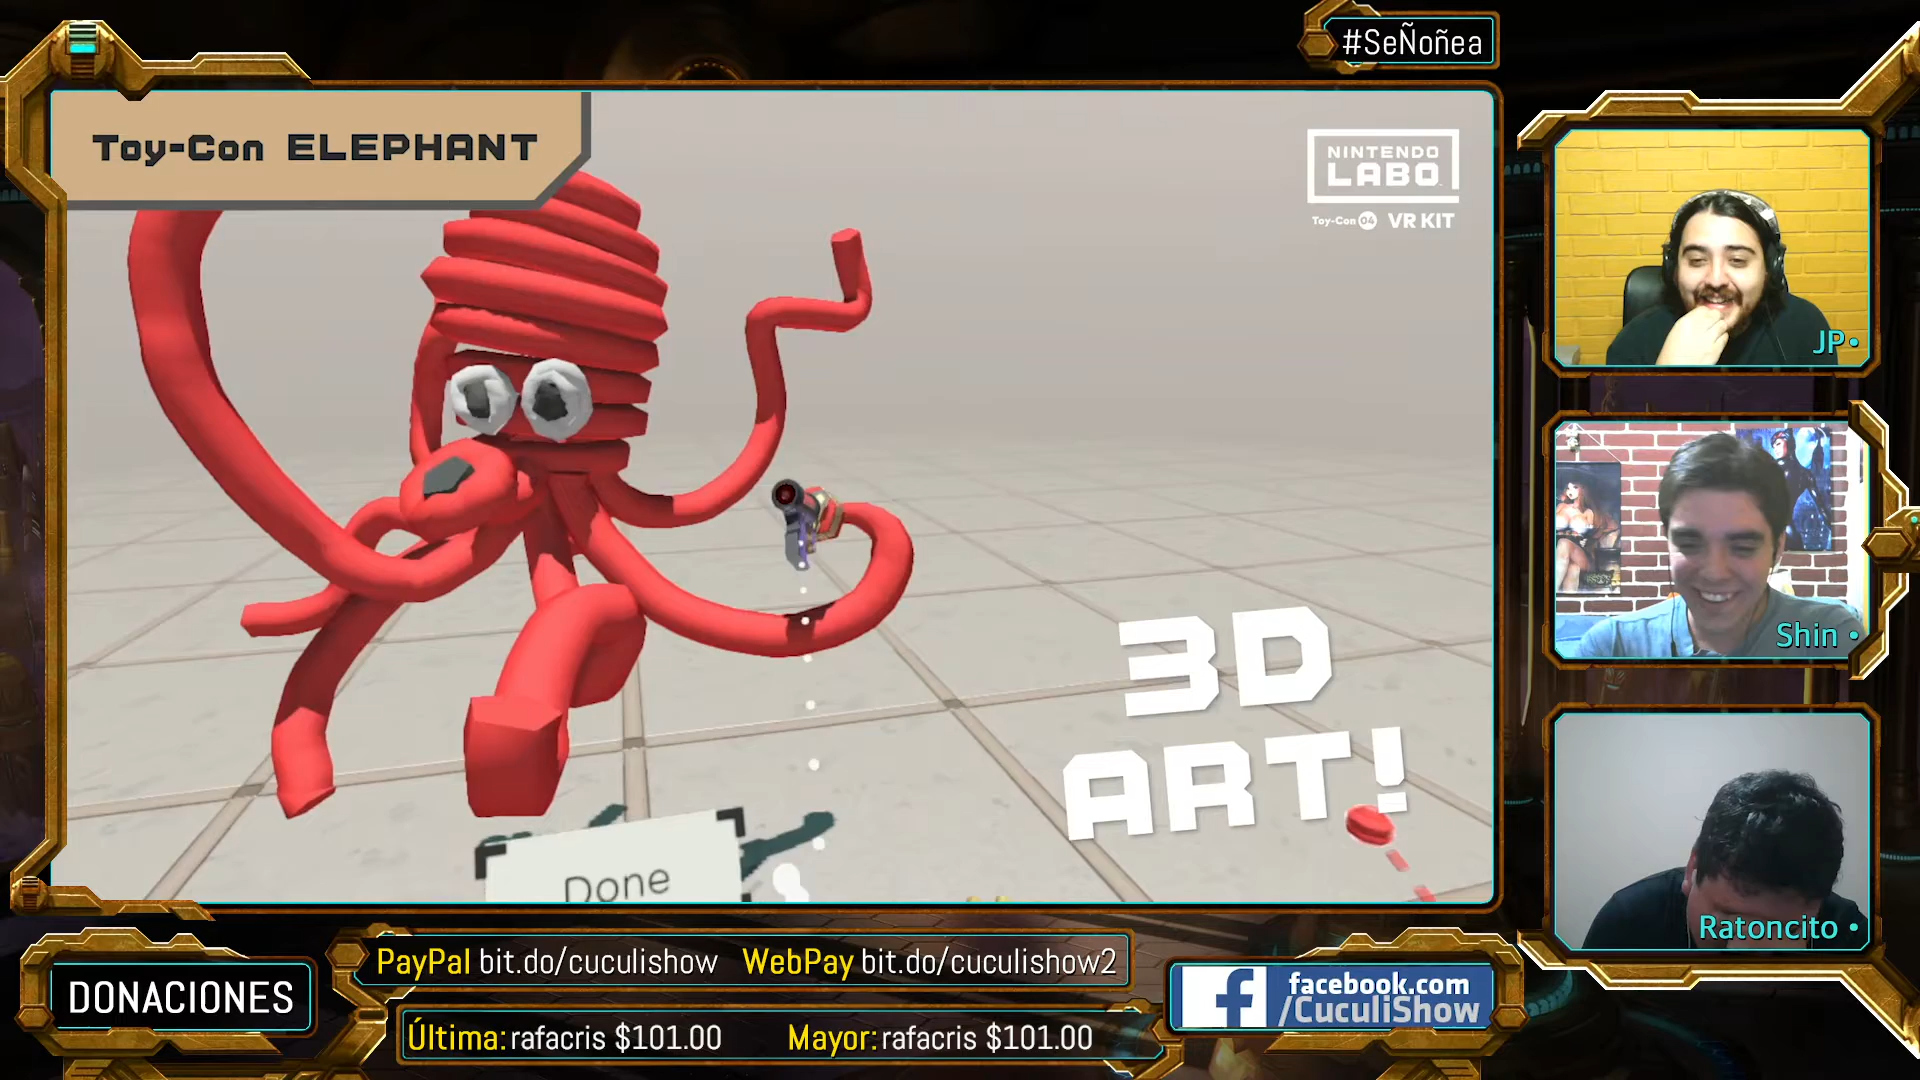 #SeÑoñea
Toy-Con ELEPHANT
NINTENDO
LABO
Toy-Con 04 VR KIT
JP
Shin
3D
ART!
Done
Ratoncito
DONACIONES
PayPal bit.do/cuculishow WebPay bit.do/cuculishow2
Última: rafacris $101.00 Mayor: rafacris $101.00
f facebook.com
/CuculiShow